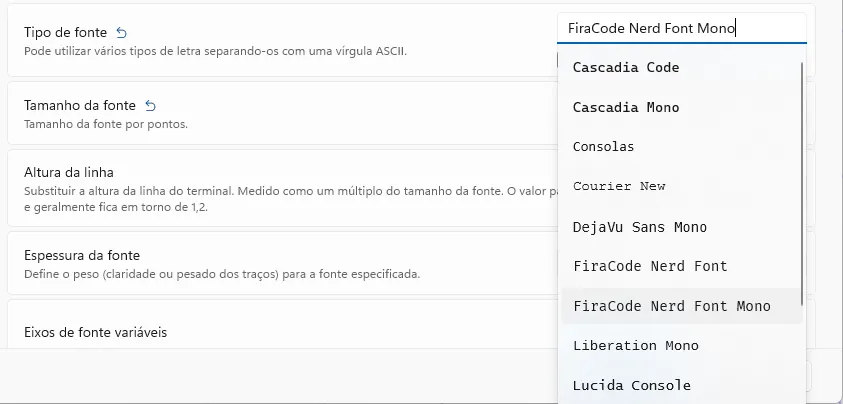 Tipo de fonte
Pode utilizar vários tipos de letra separando-os com uma vírgula ASCII.
FiraCode Nerd Font Mono
Cascadia Code
Cascadia Mono
Consolas
Courier New
DejaVu Sans Mono
FiraCode Nerd Font
FiraCode Nerd Font Mono
Liberation Mono
Lucida Console
Tamanho da fonte
Tamanho da fonte por pontos.
Altura da linha
Substituir a altura da linha do terminal. Medido como um múltiplo do tamanho da fonte. O valor
e geralmente fica em torno de 1,2.
Espessura da fonte
Define o peso (claridade ou pesado dos traços) para a fonte especificada.
Eixos de fonte variáveis